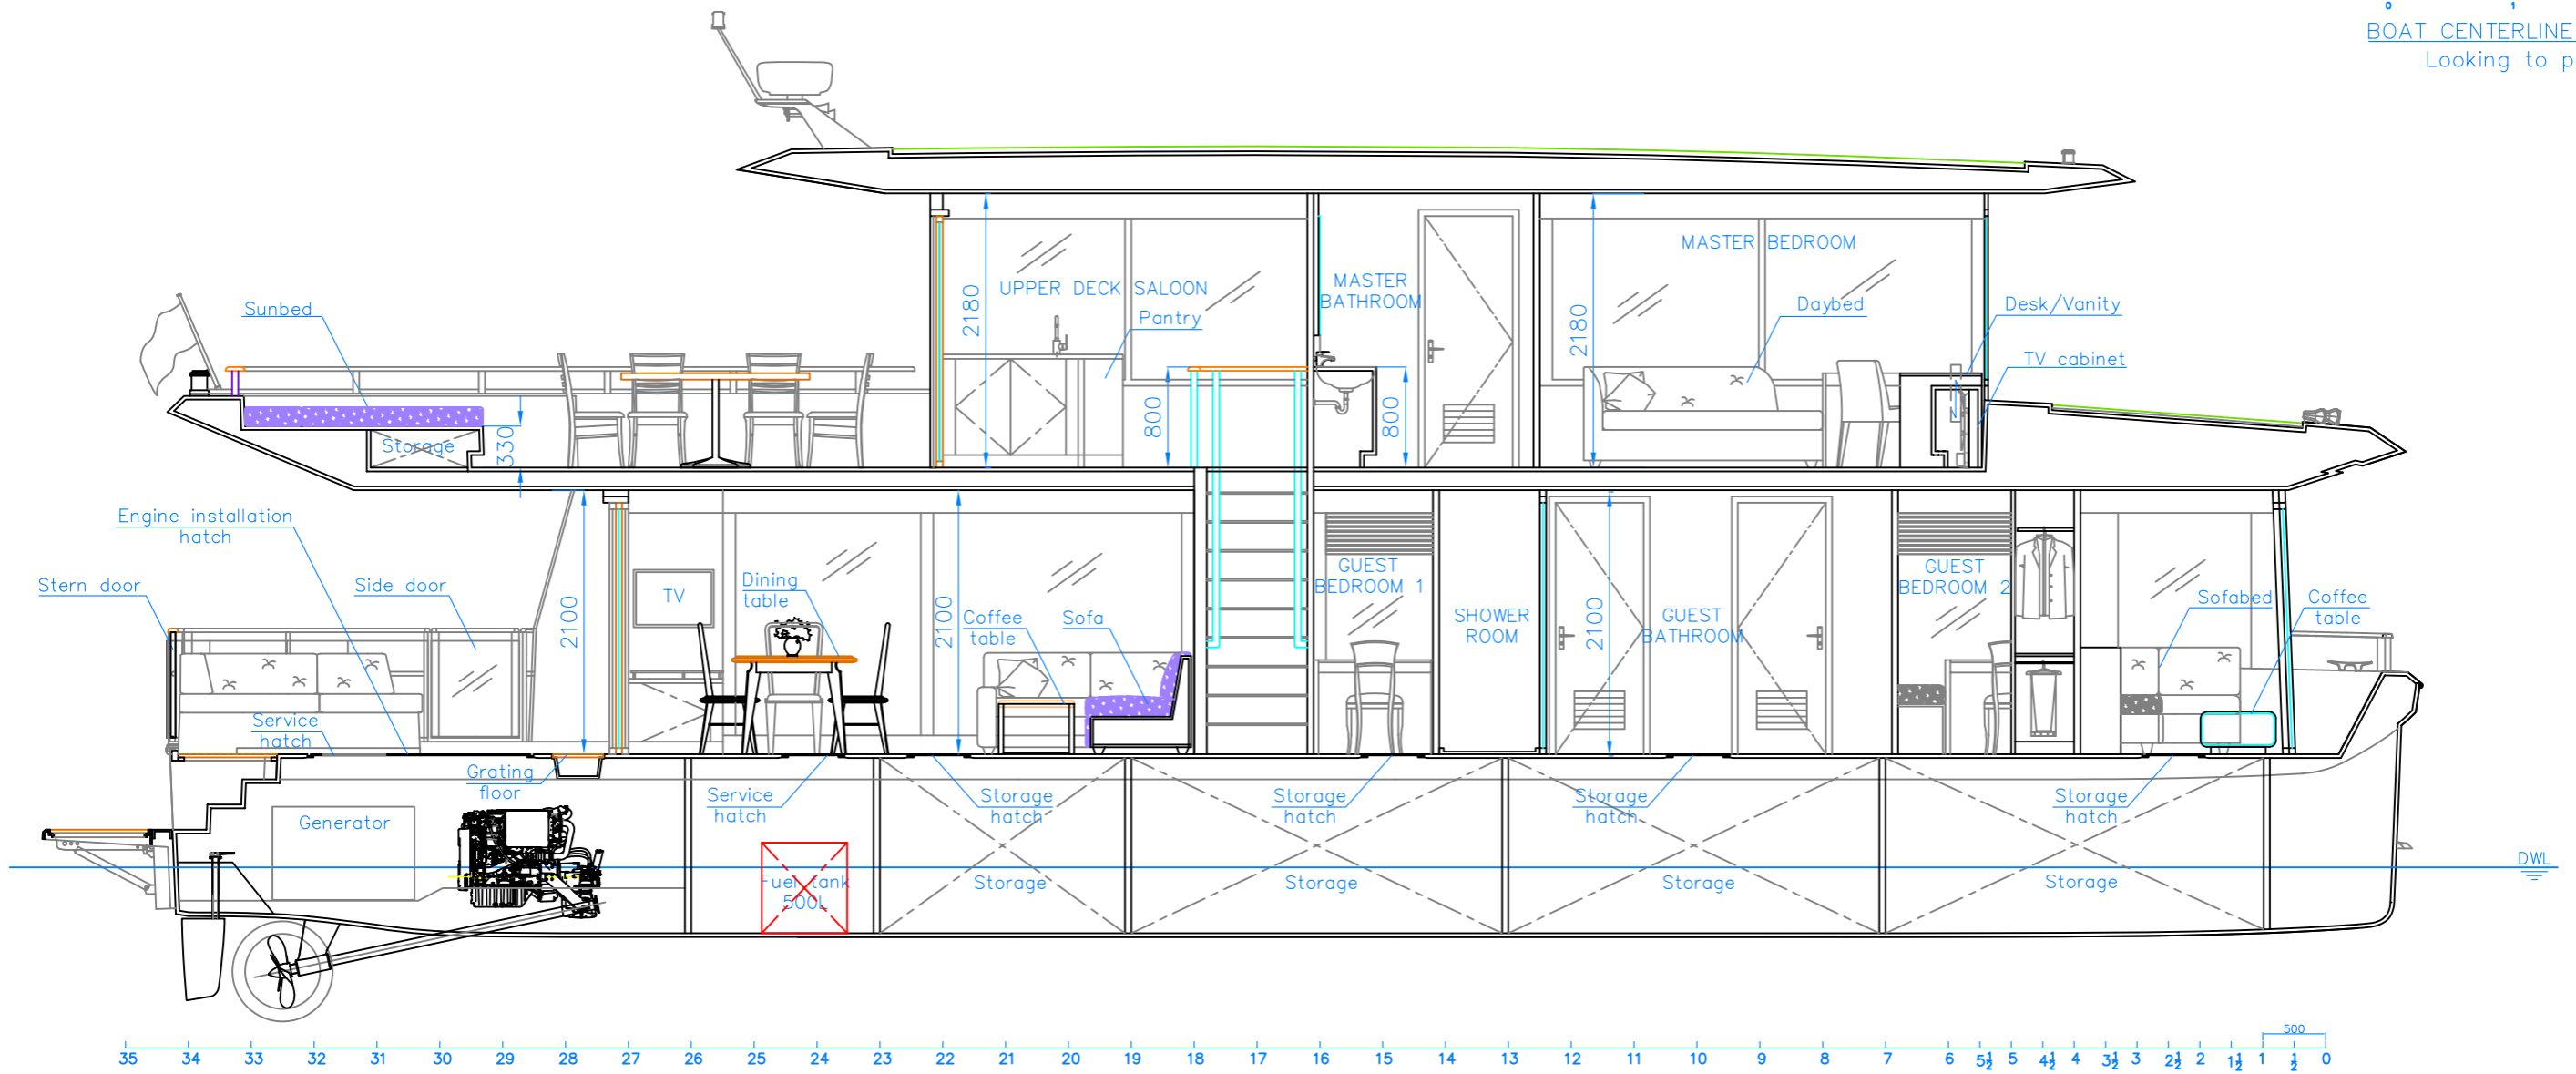 0 1
BOAT CENTERLINE
Looking to p
MASTER BEDROOM
MASTER
BATHROOM
UPPER DECK SALOON
Sunbed
Pantry
Daybed
Desk/Vanity
TV cabinet
2180
2180
800
800
330
Storage
Engine installation
hatch
Stern door
Side door
Service
hatch
2100
TV
Dining
table
2100
Coffee
table
Sofa
GUEST
BEDROOM 1
SHOWER
ROOM
2100
GUEST
BATHROOM
GUEST
BEDROOM 2
Sofabed
Coffee
table
Grating
floor
Service
hatch
Storage
hatch
Storage
hatch
Storage
hatch
Storage
hatch
Generator
Fuel tank
500L
Storage
Storage
Storage
Storage
DWL
500
35 34 33 32 31 30 29 28 27 26 25 24 23 22 21 20 19 18 17 16 15 14 13 12 11 10 9 8 7 6 5½ 5 4½ 4 3½ 3 2½ 2 1½ 1 ½ 0